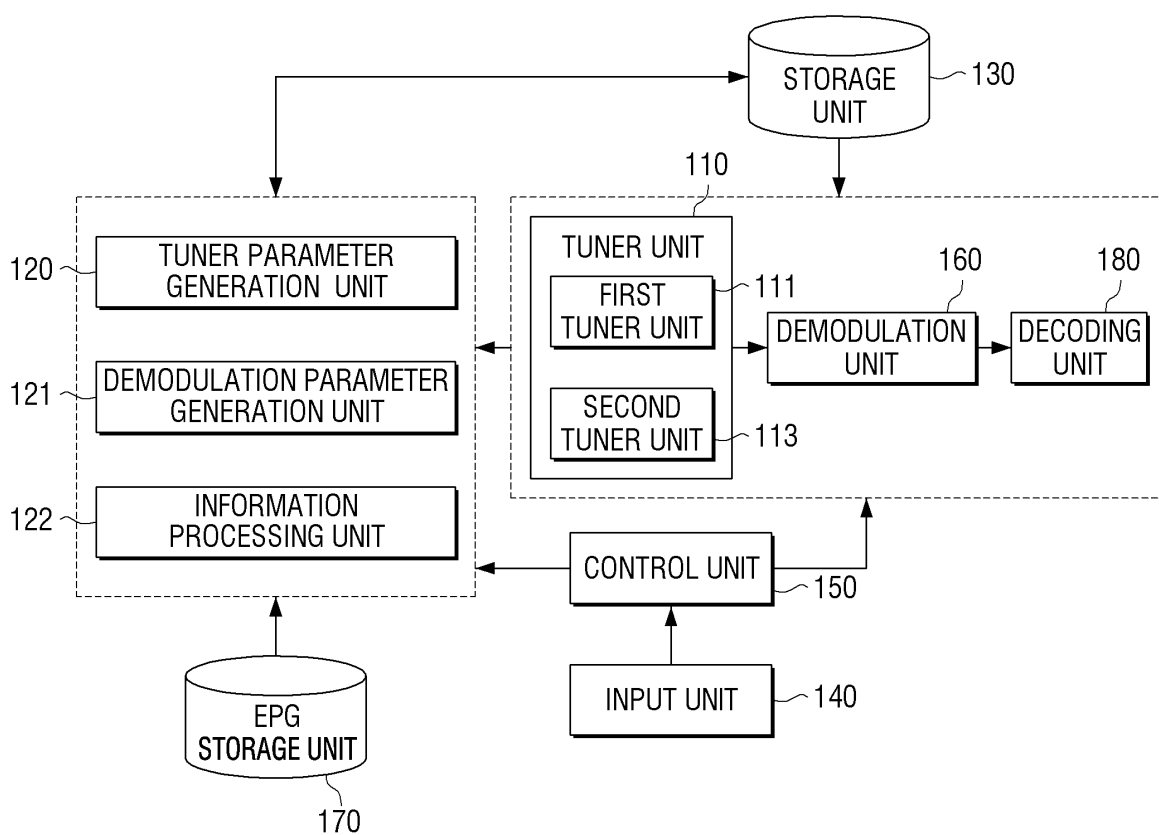 STORAGE
UNIT
130
110
TUNER UNIT
120
TUNER PARAMETER
GENERATION UNIT
FIRST
TUNER UNIT
111
160
180
DEMODULATION
UNIT
DECODING
UNIT
121
DEMODULATION PARAMETER
GENERATION UNIT
SECOND
TUNER UNIT
113
122
INFORMATION
PROCESSING UNIT
CONTROL UNIT
150
INPUT UNIT
140
EPG
STORAGE UNIT
170